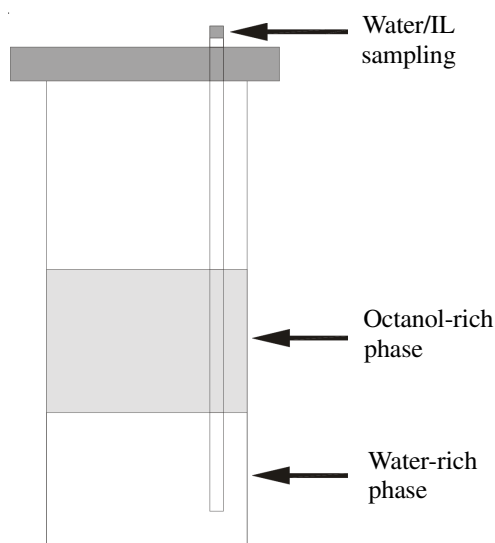 Water/IL
sampling
Octanol-rich
phase
Water-rich
phase